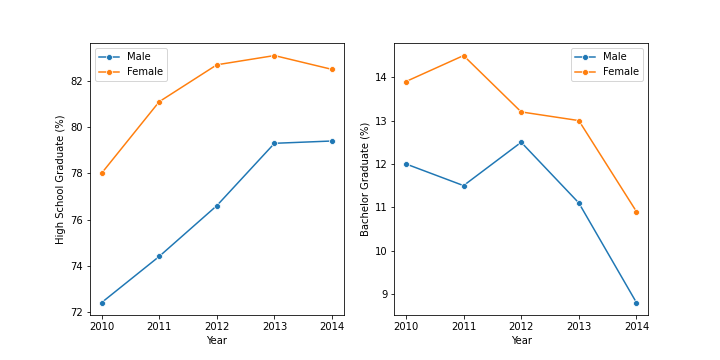 Male
Female
82
80
78
76
74
72
High School Graduate (%)
2010 2011 2012 2013 2014
Year
Male
Female
14
13
12
11
10
9
Bachelor Graduate (%)
2010 2011 2012 2013 2014
Year